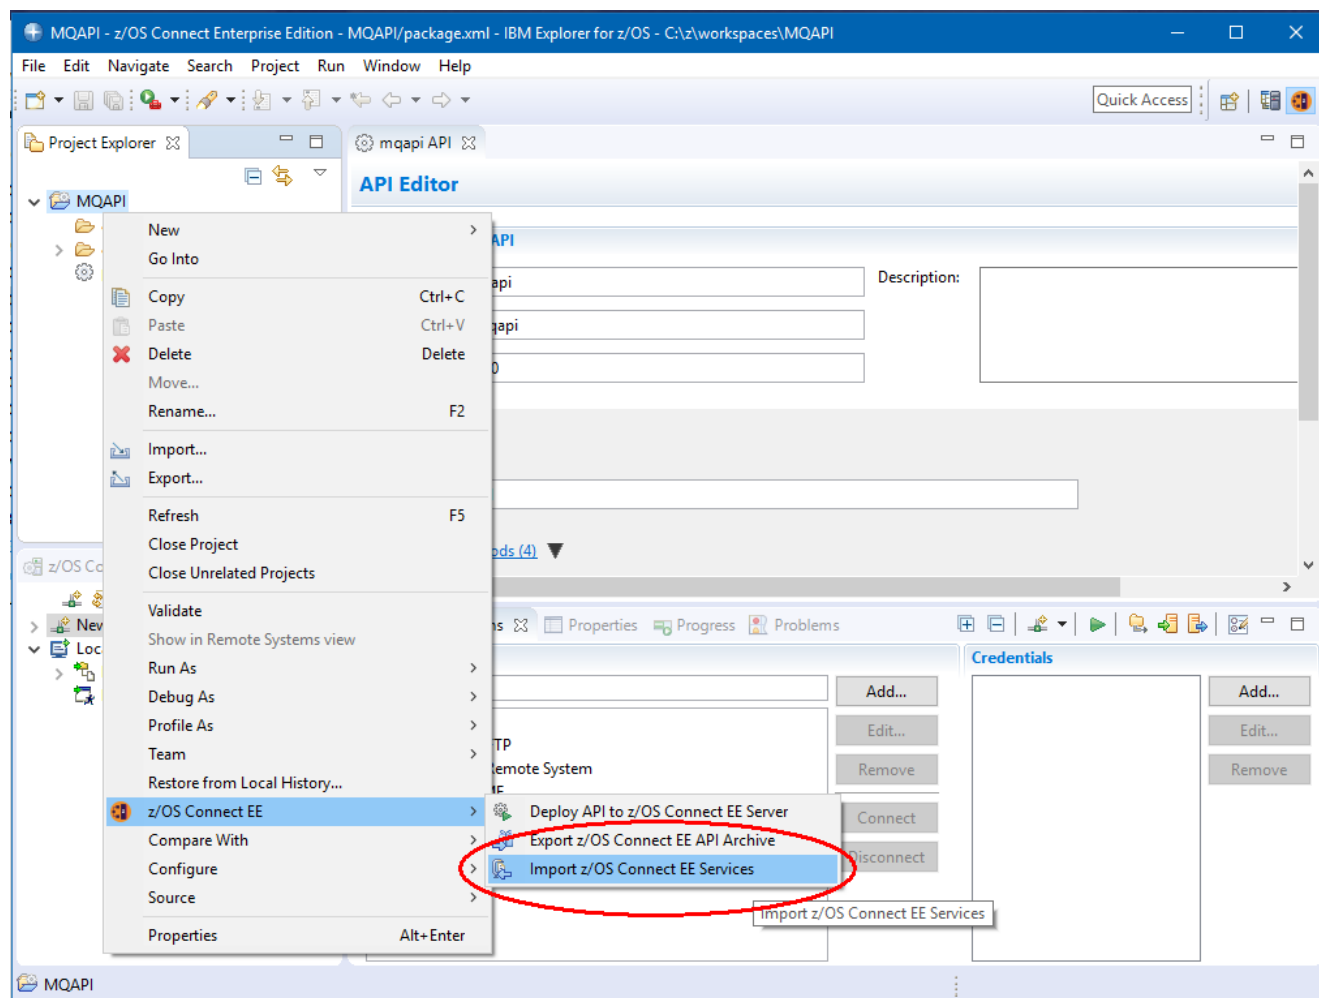 MQAPI - z/OS Connect Enterprise Edition - MQAPI/package.xml - IBM Explorer for z/OS - C:\z\workspaces\MQAPI
File Edit Navigate Search Project Run Window Help
Quick Access
Project Explorer
mqapi API
API Editor
MQAPI
New
Go Into
Copy Ctrl+C
Paste Ctrl+V
Delete Delete
Move...
Rename... F2
Import...
Export...
Refresh F5
Close Project
Close Unrelated Projects
Validate
Show in Remote Systems view
Run As
Debug As
Profile As
Team
Restore from Local History...
z/OS Connect EE
Compare With
Configure
Source
Properties Alt+Enter
API
api
Description:
qapi
0
ods (4)
z/OS Co
New
Loc
ns
Properties
Progress
Problems
Credentials
Add...
Edit...
Remove
Connect
Disconnect
TP
Remote System
Add...
Edit...
Remove
Deploy API to z/OS Connect EE Server
Export z/OS Connect EE API Archive
Import z/OS Connect EE Services
Import z/OS Connect EE Services
MQAPI